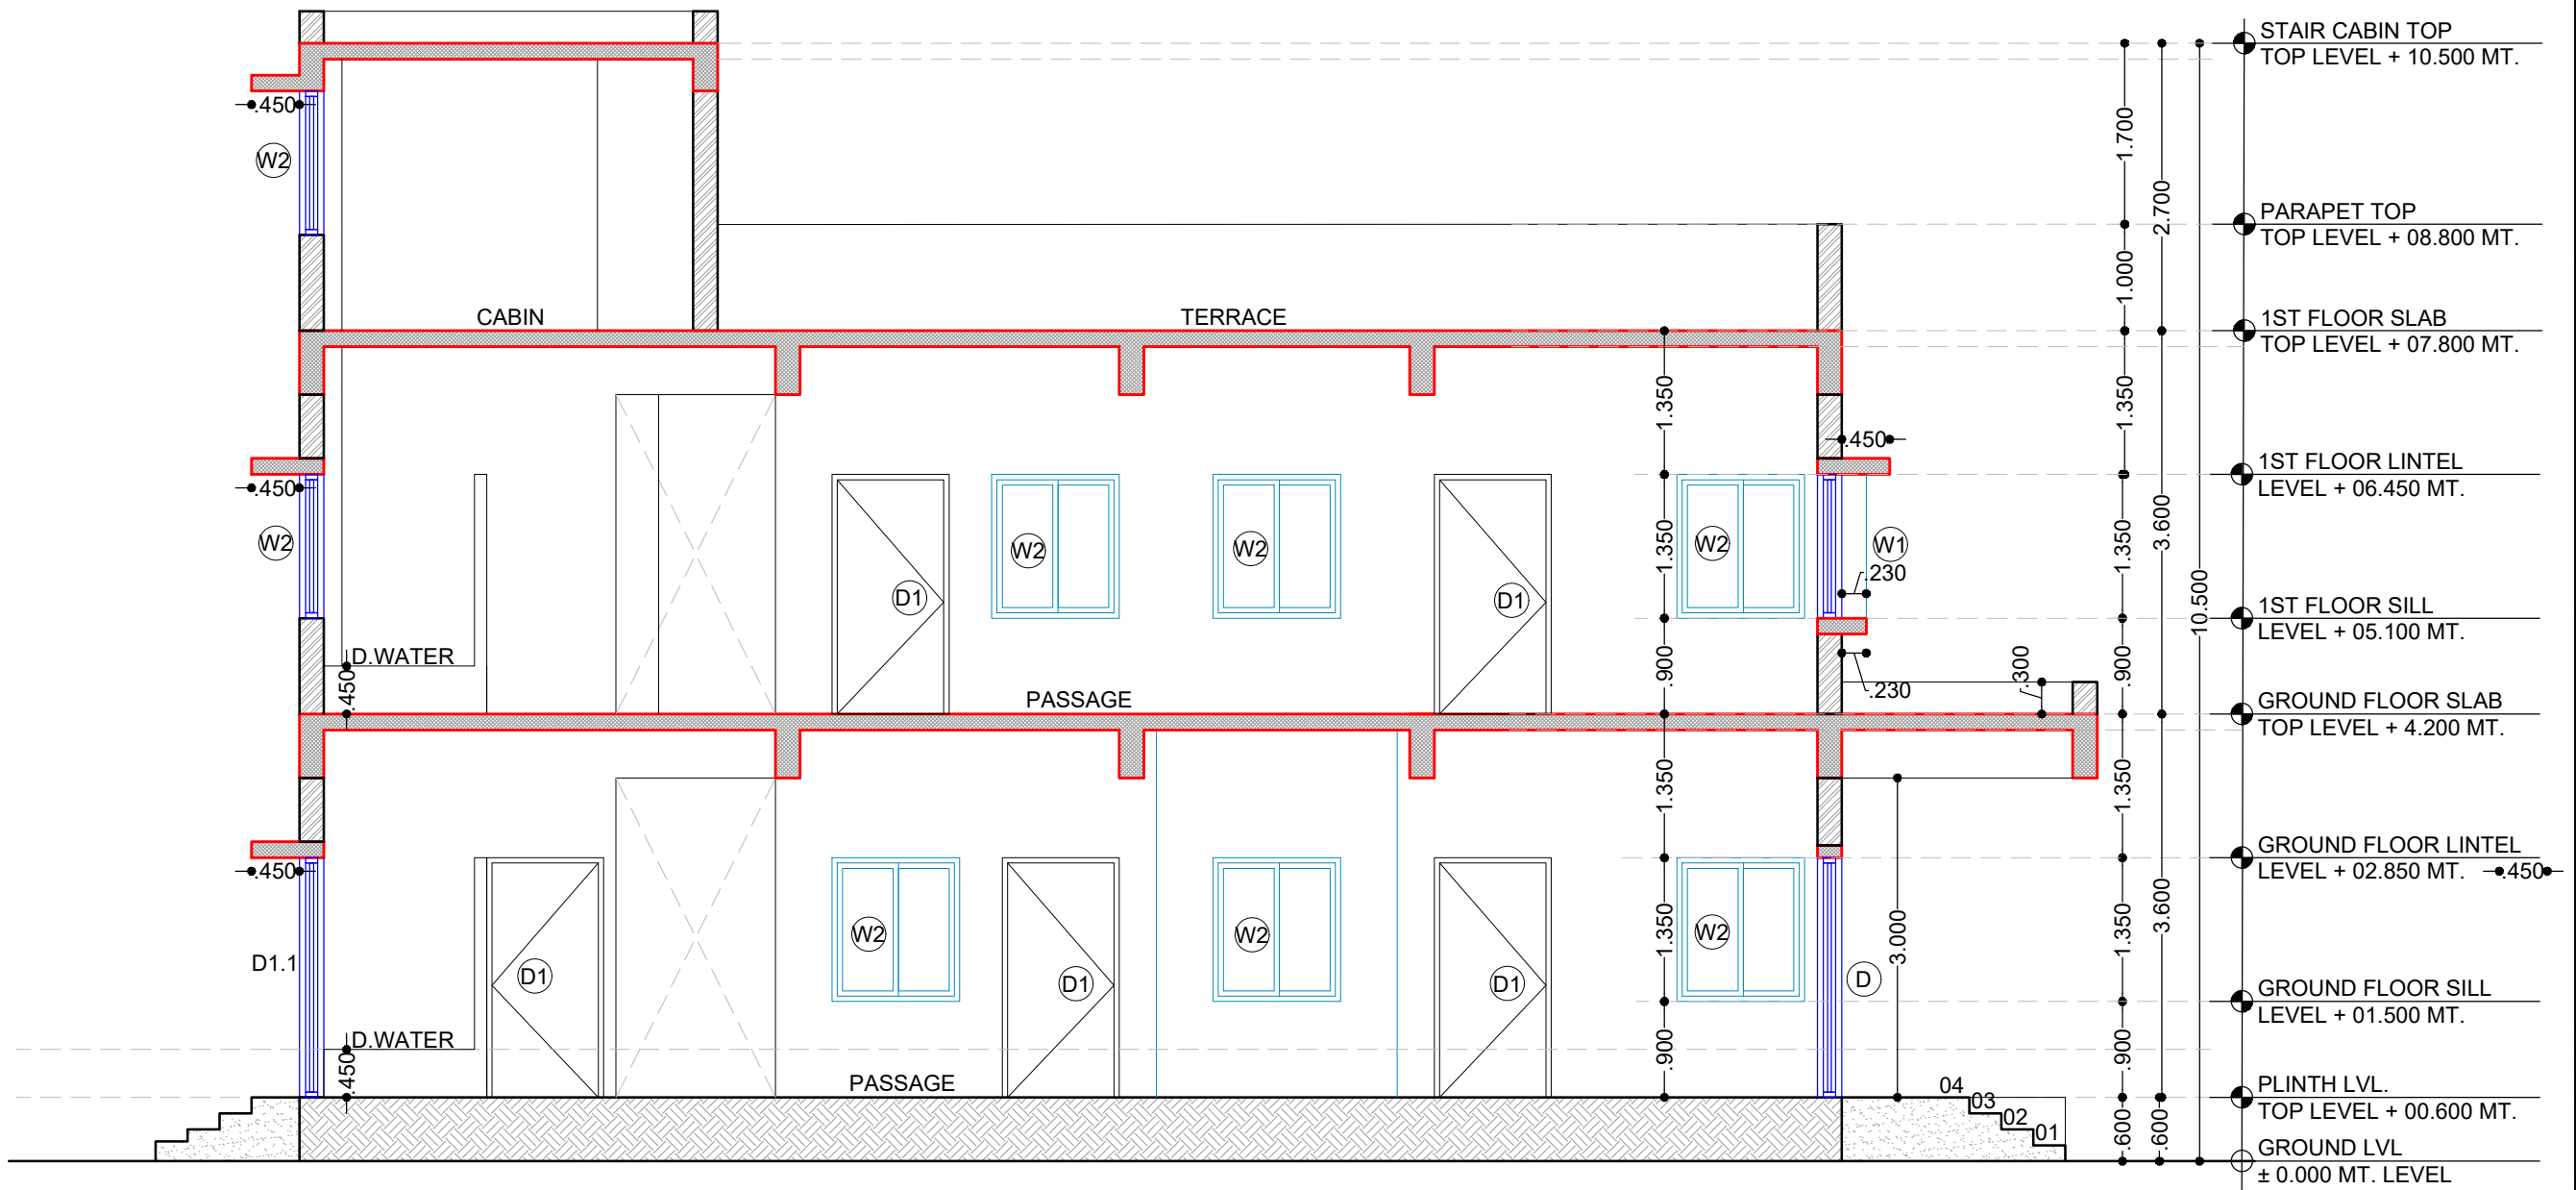 STAIR CABIN TOP
TOP LEVEL + 10.500 MT.
.450
1.700
W2
2.700
PARAPET TOP
TOP LEVEL + 08.800 MT.
1.000
CABIN
TERRACE
1ST FLOOR SLAB
TOP LEVEL + 07.800 MT.
1.350
1.350
.450
1ST FLOOR LINTEL
LEVEL + 06.450 MT.
.450
W2
D1
W2
W2
D1
1.350
W2
W1
.230
1.350
3.600
10.500
1ST FLOOR SILL
LEVEL + 05.100 MT.
D.WATER
.450
PASSAGE
.900
.230
.300
.900
GROUND FLOOR SLAB
TOP LEVEL + 4.200 MT.
1.350
1.350
GROUND FLOOR LINTEL
LEVEL + 02.850 MT.
.450
.450
D1.1
D1
W2
D1
W2
D1
1.350
W2
D
3.000
1.350
3.600
GROUND FLOOR SILL
LEVEL + 01.500 MT.
D.WATER
.450
PASSAGE
.900
.900
04
03
02
01
PLINTH LVL.
TOP LEVEL + 00.600 MT.
.600
.600
GROUND LVL
± 0.000 MT. LEVEL